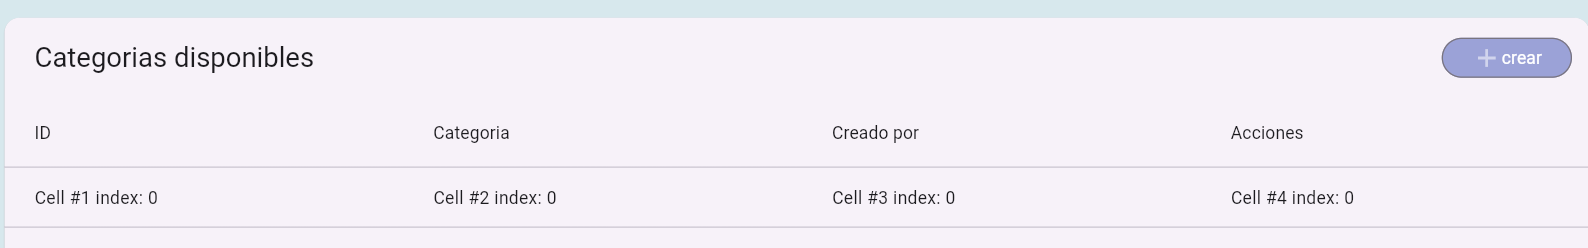 Categorias disponibles
+ crear
ID Categoria Creado por Acciones
Cell #1 index: 0 Cell #2 index: 0 Cell #3 index: 0 Cell #4 index: 0